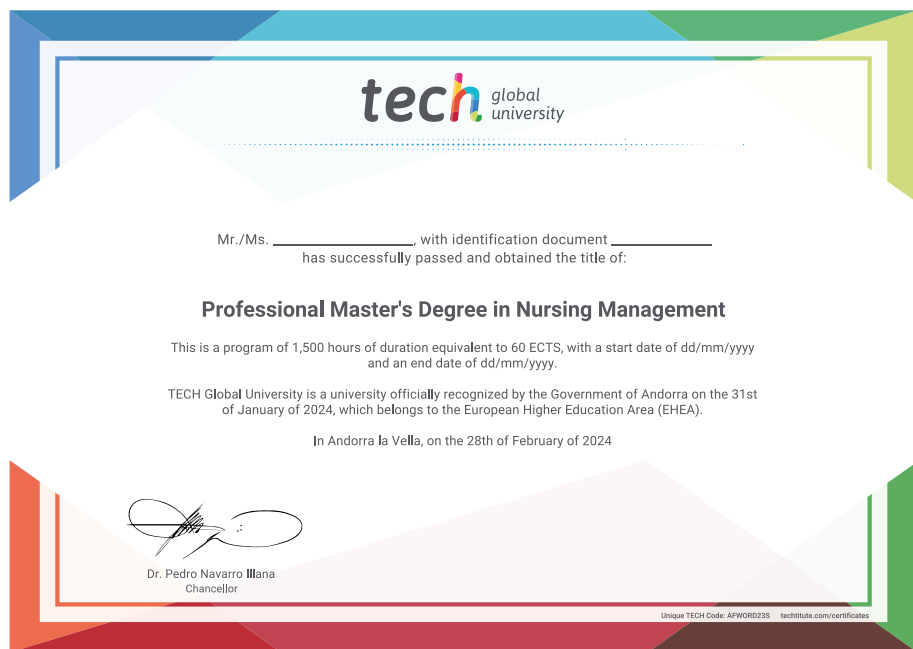 tech global
university
Mr./Ms. ____________________, with identification document ______________
has successfully passed and obtained the title of:
Professional Master's Degree in Nursing Management
This is a program of 1,500 hours of duration equivalent to 60 ECTS, with a start date of dd/mm/yyyy
and an end date of dd/mm/yyyy.
TECH Global University is a university officially recognized by the Government of Andorra on the 31st
of January of 2024, which belongs to the European Higher Education Area (EHEA).
In Andorra la Vella, on the 28th of February of 2024
Dr. Pedro Navarro Illana
Chancellor
Unique TECH Code: AFWORD23S techtitute.com/certificates